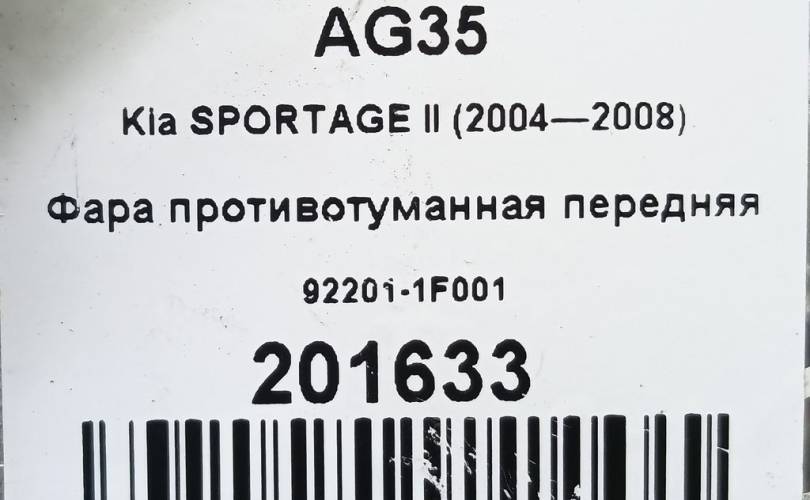 AG35
Kia SPORTAGE II (2004—2008)
Фара противотуманная передняя
92201-1F001
201633